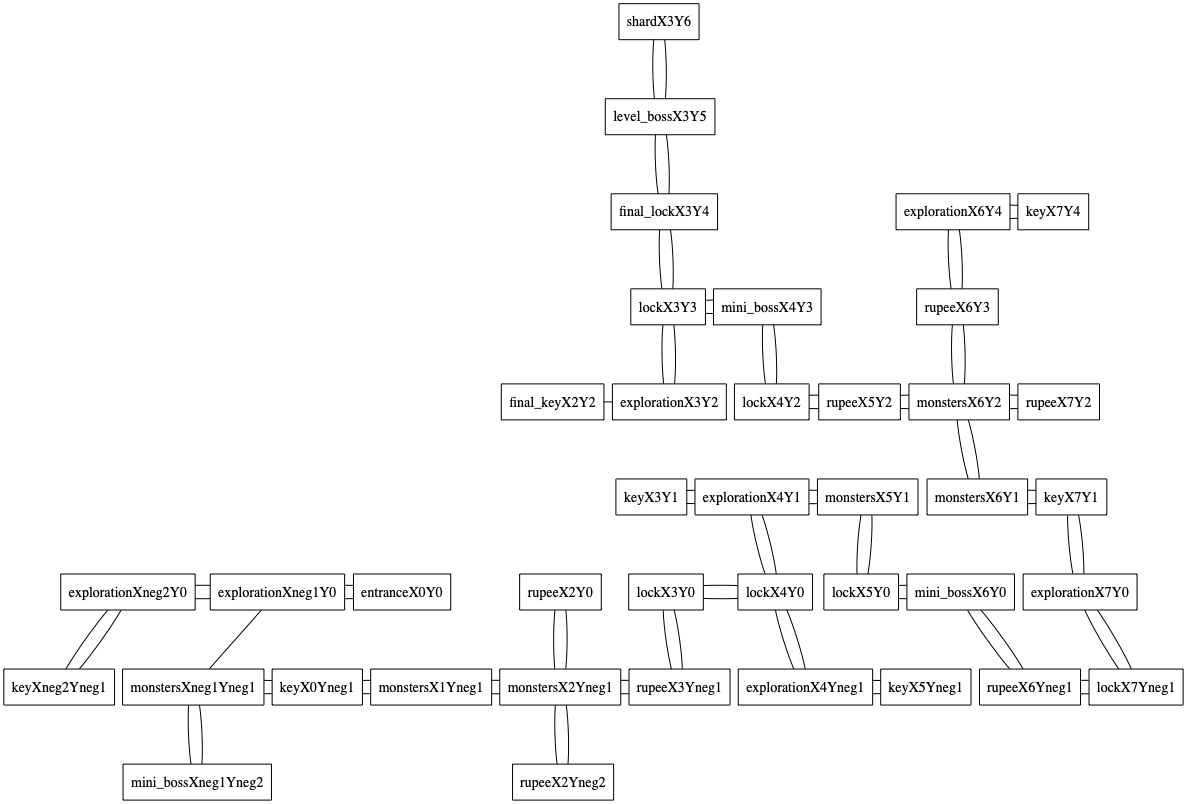 shardX3Y6
level_bossX3Y5
final_lockX3Y4
explorationX6Y4
keyX7Y4
lockX3Y3
mini_bossX4Y3
rupeeX6Y3
final_keyX2Y2
explorationX3Y2
lockX4Y2
rupeeX5Y2
monstersX6Y2
rupeeX7Y2
keyX3Y1
explorationX4Y1
monstersX5Y1
monstersX6Y1
keyX7Y1
explorationXneg2Y0
explorationXneg1Y0
entranceX0Y0
rupeeX2Y0
lockX3Y0
lockX4Y0
lockX5Y0
mini_bossX6Y0
explorationX7Y0
keyXneg2Yneg1
monstersXneg1Yneg1
keyX0Yneg1
monstersX1Yneg1
monstersX2Yneg1
rupeeX3Yneg1
explorationX4Yneg1
keyX5Yneg1
rupeeX6Yneg1
lockX7Yneg1
mini_bossXneg1Yneg2
rupeeX2Yneg2